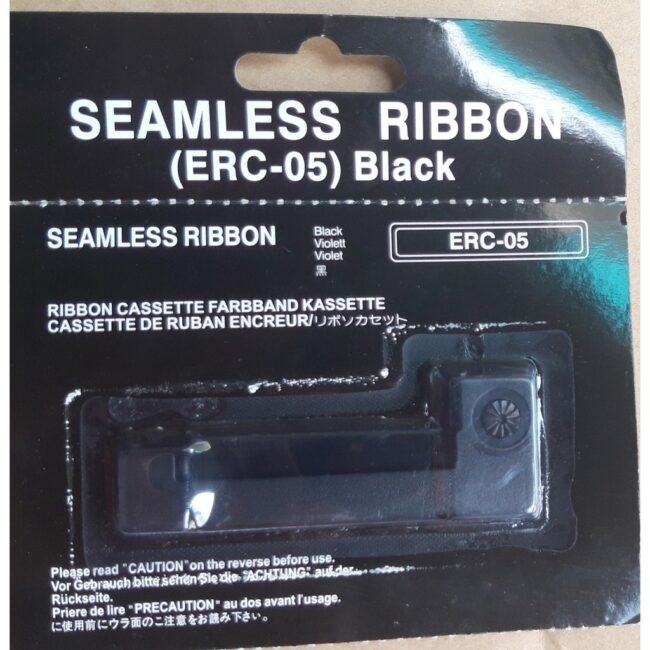 SEAMLESS RIBBON
(ERC-05) Black
SEAMLESS RIBBON
Black
Violett
Violet
黒
ERC-05
RIBBON CASSETTE FARBBAND KASSETTE
CASSETTE DE RUBAN ENCREUR/リボソカセット
Please read "CAUTION" on the reverse before use.
Vor Gebrauch bitte sehen Sie die "ACHTUNG" auf der
Rückseite.
Priere de lire "PRECAUTION" au dos avant l'usage.
に使用前にウラ面のご注意をお読み下さい。